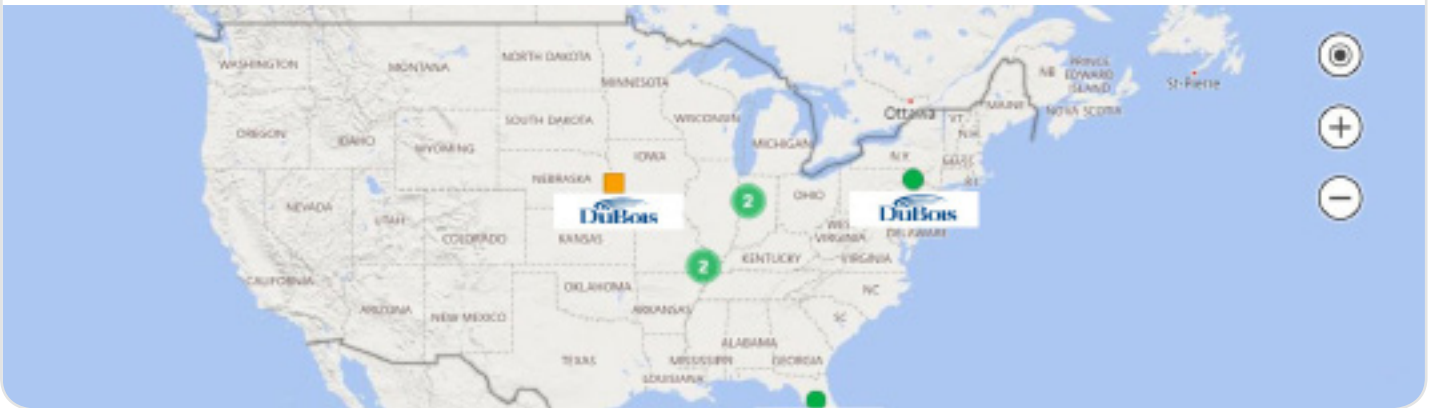 WASHINGTON
MONTANA
NORTH DAKOTA
MINNESOTA
NB
PRINCE
EDWARD
ISLAND
St-Pierre
Ottawa
MAINE
NOVA SCOTIA
OREGON
IDAHO
WYOMING
SOUTH DAKOTA
WISCONSIN
MICHIGAN
VT
N.H.
IOWA
N.Y.
NEBRASKA
R.I.
NEVADA
UTAH
COLORADO
KANSAS
DuBois
2
OHIO
DuBois
WEST
VIRGINIA
DELAWARE
2
KENTUCKY
VIRGINIA
CALIFORNIA
ARIZONA
NEW MEXICO
OKLAHOMA
ARKANSAS
NC
SC
TEXAS
LOUISIANA
MISSISSIPPI
ALABAMA
GEORGIA